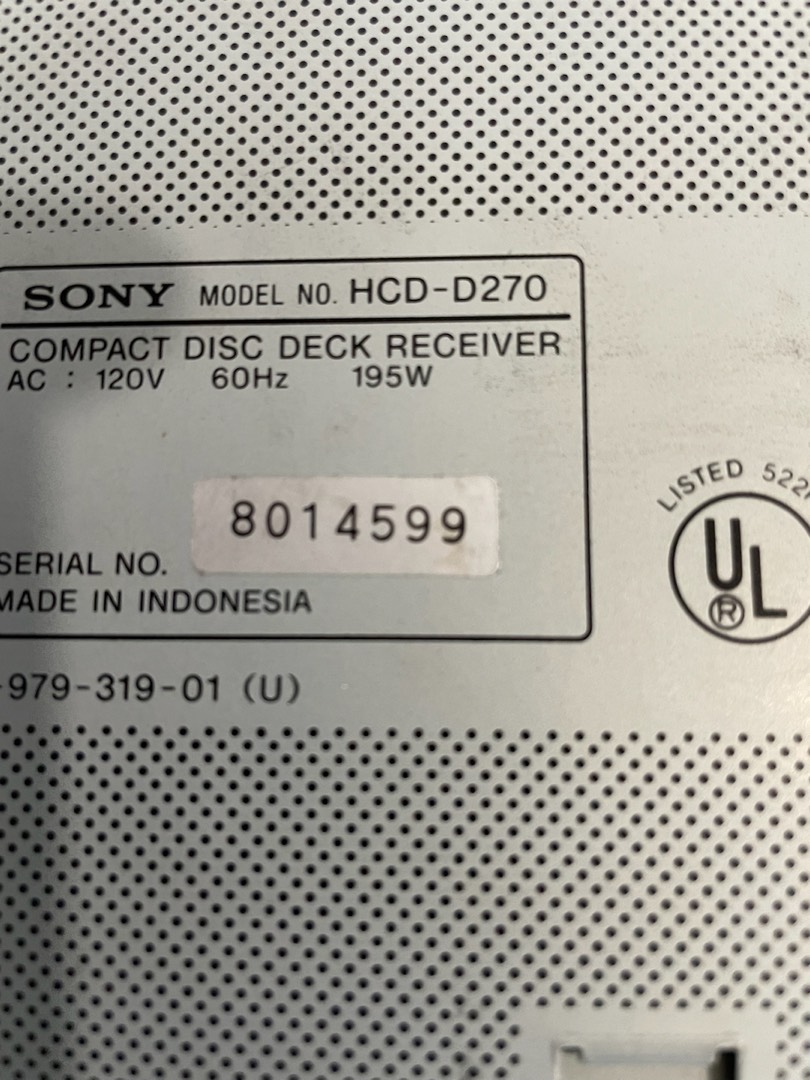 SONY MODEL NO. HCD-D270
COMPACT DISC DECK RECEIVER
AC : 120V 60Hz 195W
8014599
SERIAL NO.
MADE IN INDONESIA
LISTED
UL
®
-979-319-01 (U)